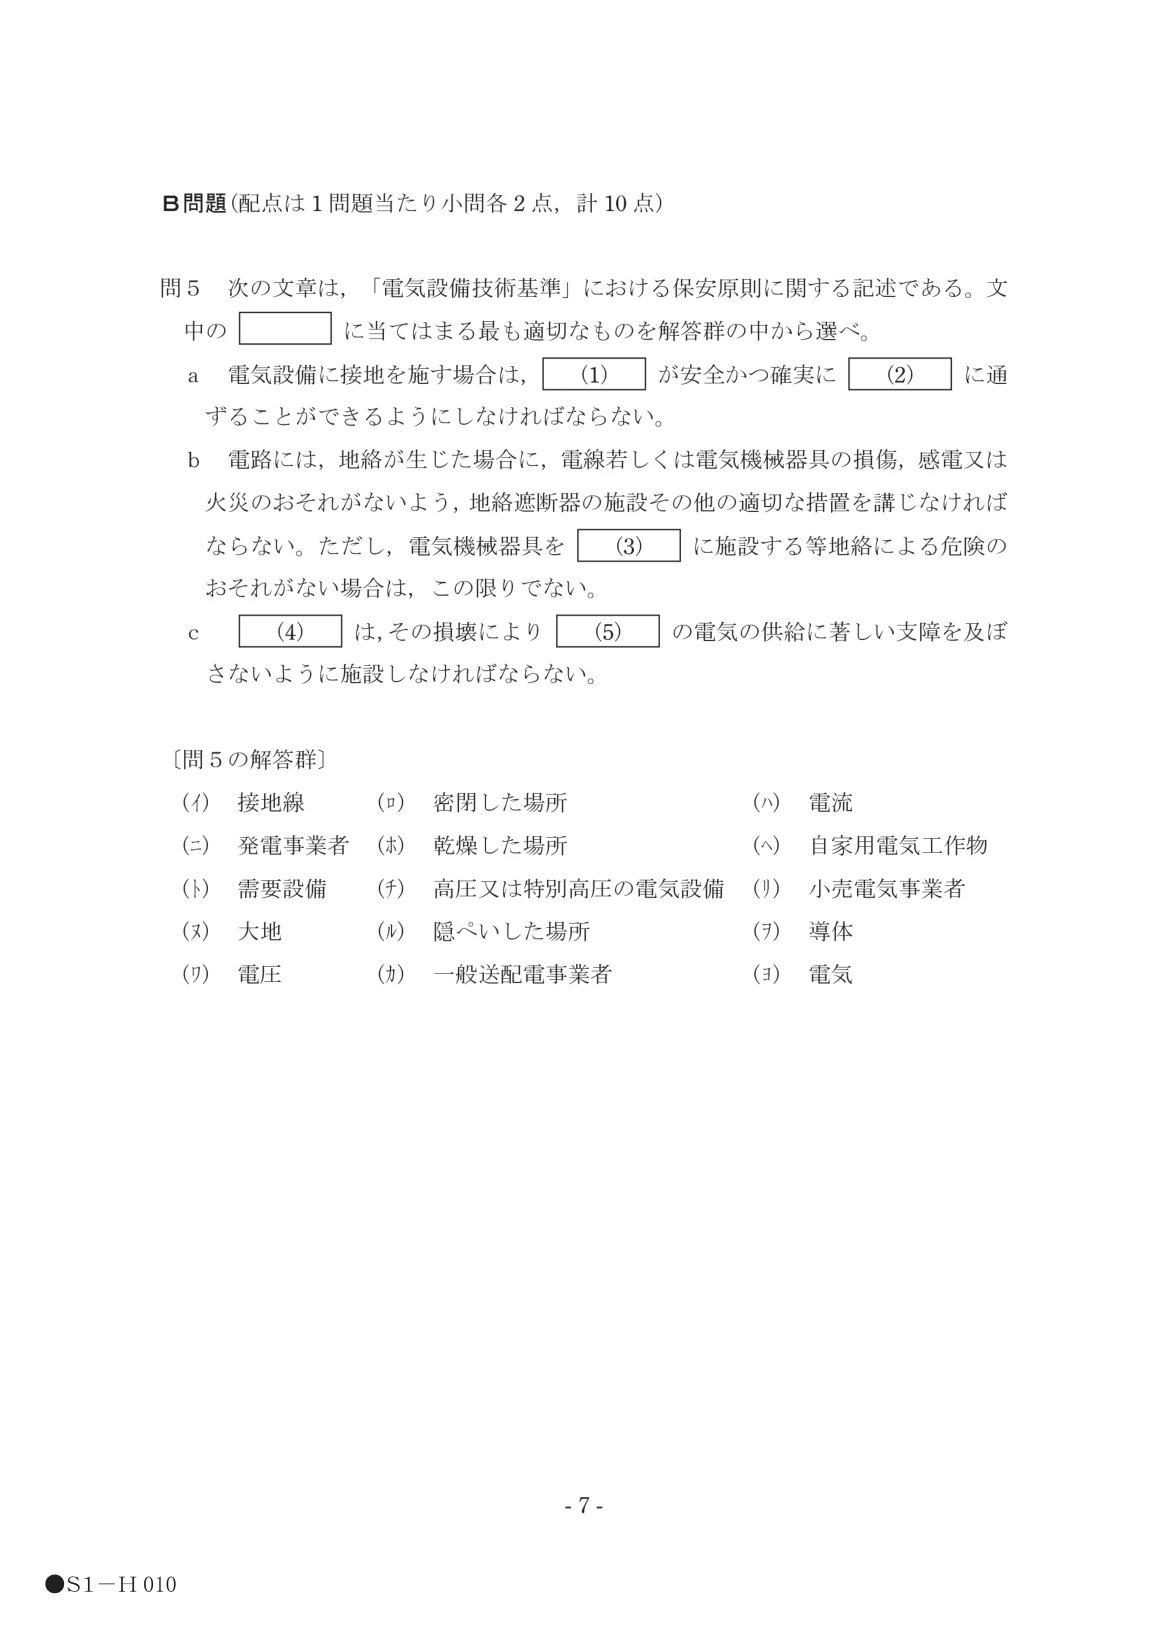 B問題(配点は1問題当たり小問各2点，計10点)
問5　次の文章は，「電気設備技術基準」における保安原則に関する記述である。文
中の　　　に当てはまる最も適切なものを解答群の中から選べ。
a　電気設備に接地を施す場合は，(1)が安全かつ確実に(2)に通
ずることができるようにしなければならない。
b　電路には，地絡が生じた場合に，電線若しくは電気機械器具の損傷，感電又は
火災のおそれがないよう，地絡遮断器の施設その他の適切な措置を講じなければ
ならない。ただし，電気機械器具を(3)に施設する等地絡による危険の
おそれがない場合は，この限りでない。
c　(4)は，その損壊により(5)の電気の供給に著しい支障を及ぼ
さないように施設しなければならない。
〔問5の解答群〕
(ｲ)　接地線　(ﾛ)　密閉した場所　(ﾊ)　電流
(ﾆ)　発電事業者　(ﾎ)　乾燥した場所　(ﾍ)　自家用電気工作物
(ﾄ)　需要設備　(ﾁ)　高圧又は特別高圧の電気設備　(ﾘ)　小売電気事業者
(ﾇ)　大地　(ﾙ)　隠ぺいした場所　(ｦ)　導体
(ﾜ)　電圧　(ｶ)　一般送配電事業者　(ﾖ)　電気
- 7 -
●S1－H 010